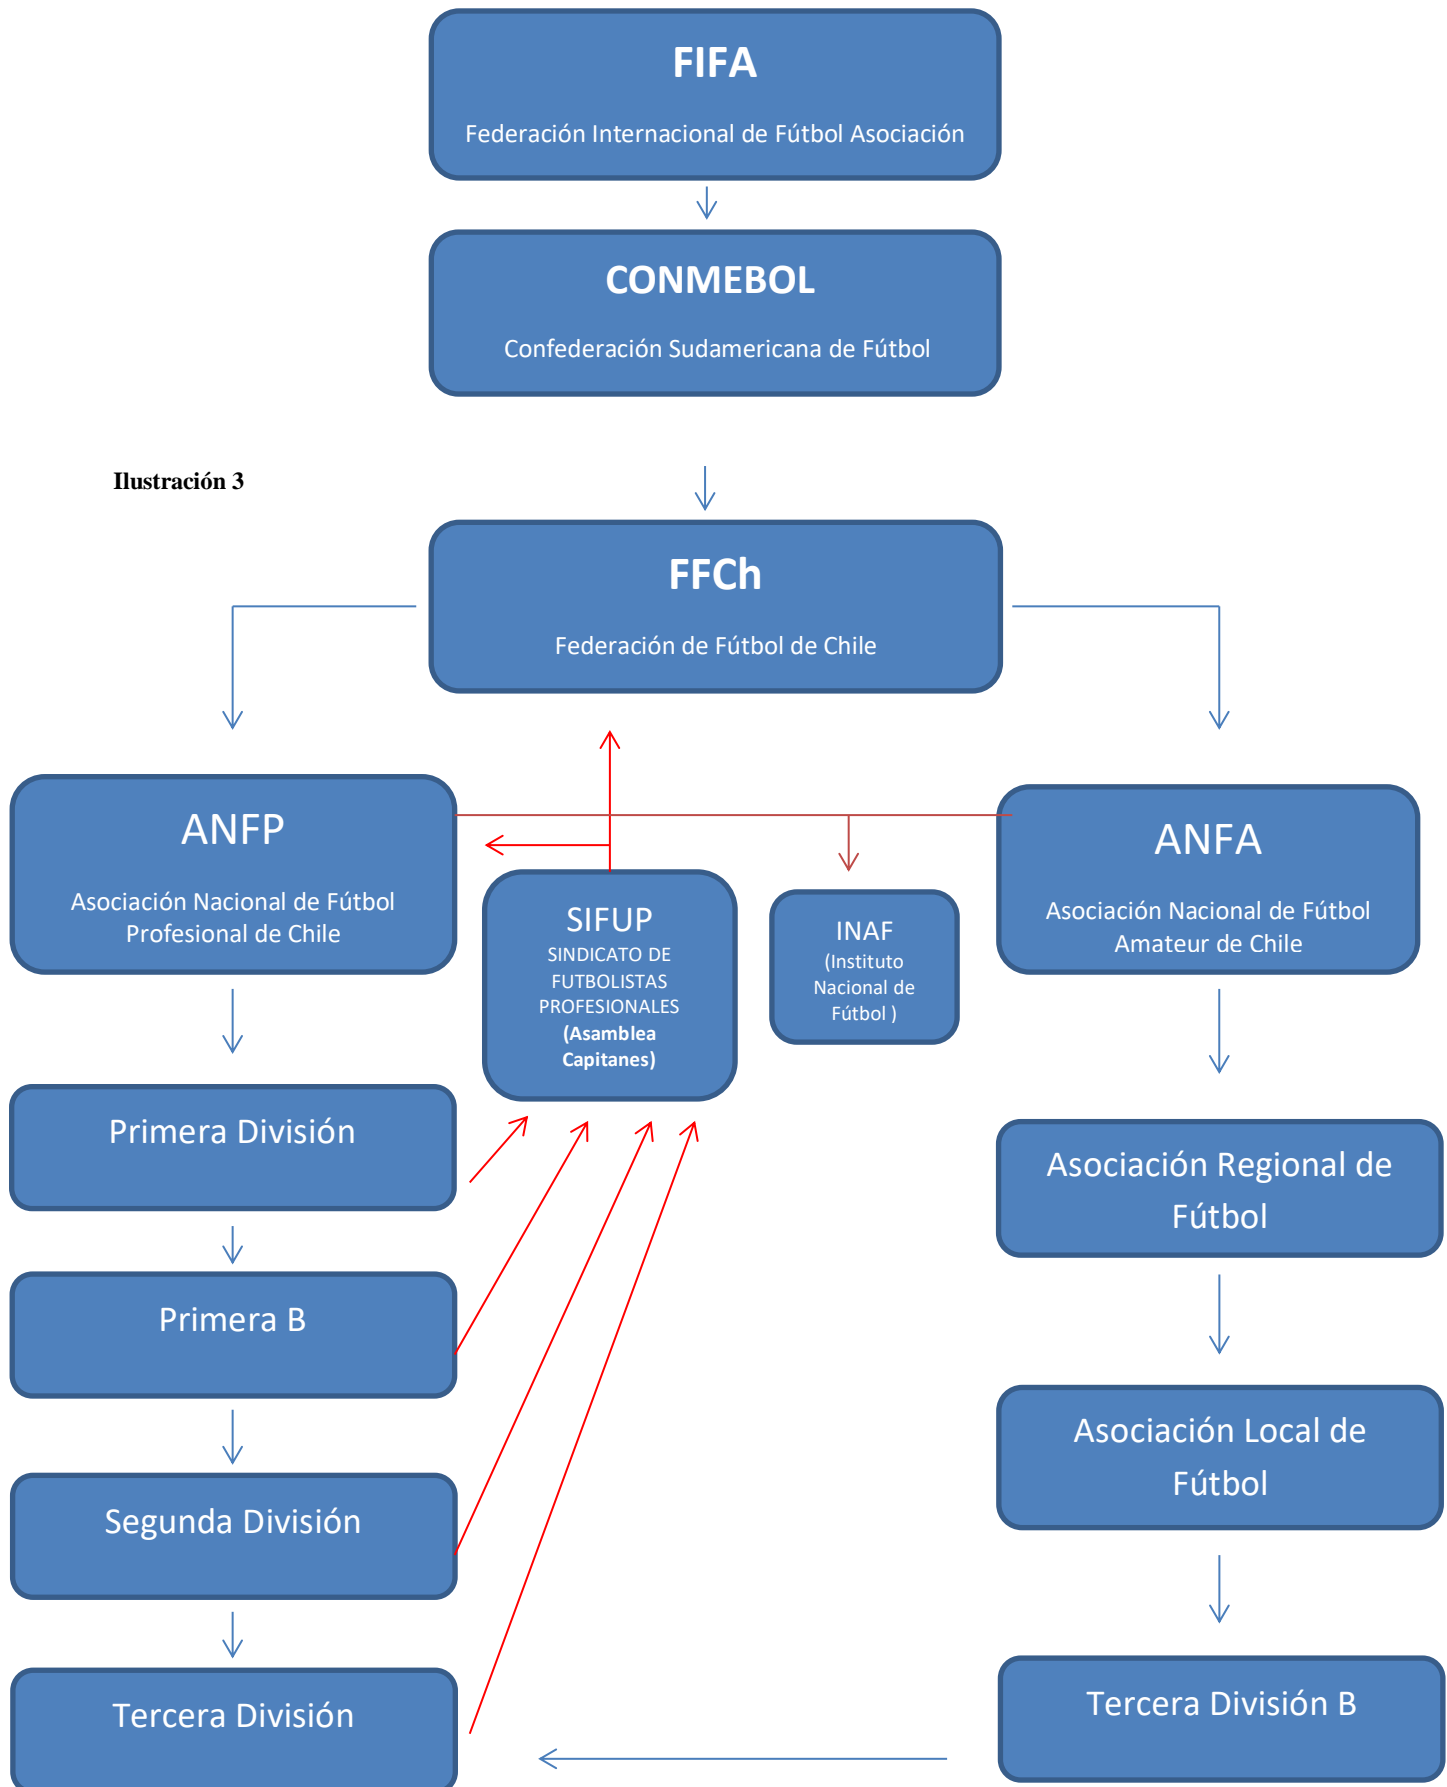 FIFA
Federación Internacional de Fútbol Asociación
CONMEBOL
Confederación Sudamericana de Fútbol
Ilustración 3
FFCh
Federación de Fútbol de Chile
ANFP
Asociación Nacional de Fútbol
Profesional de Chile
SIFUP
SINDICATO DE
FUTBOLISTAS
PROFESIONALES
(Asamblea
Capitanes)
INAF
(Instituto
Nacional de
Fútbol )
ANFA
Asociación Nacional de Fútbol
Amateur de Chile
Primera División
Primera B
Segunda División
Tercera División
Asociación Regional de
Fútbol
Asociación Local de
Fútbol
Tercera División B